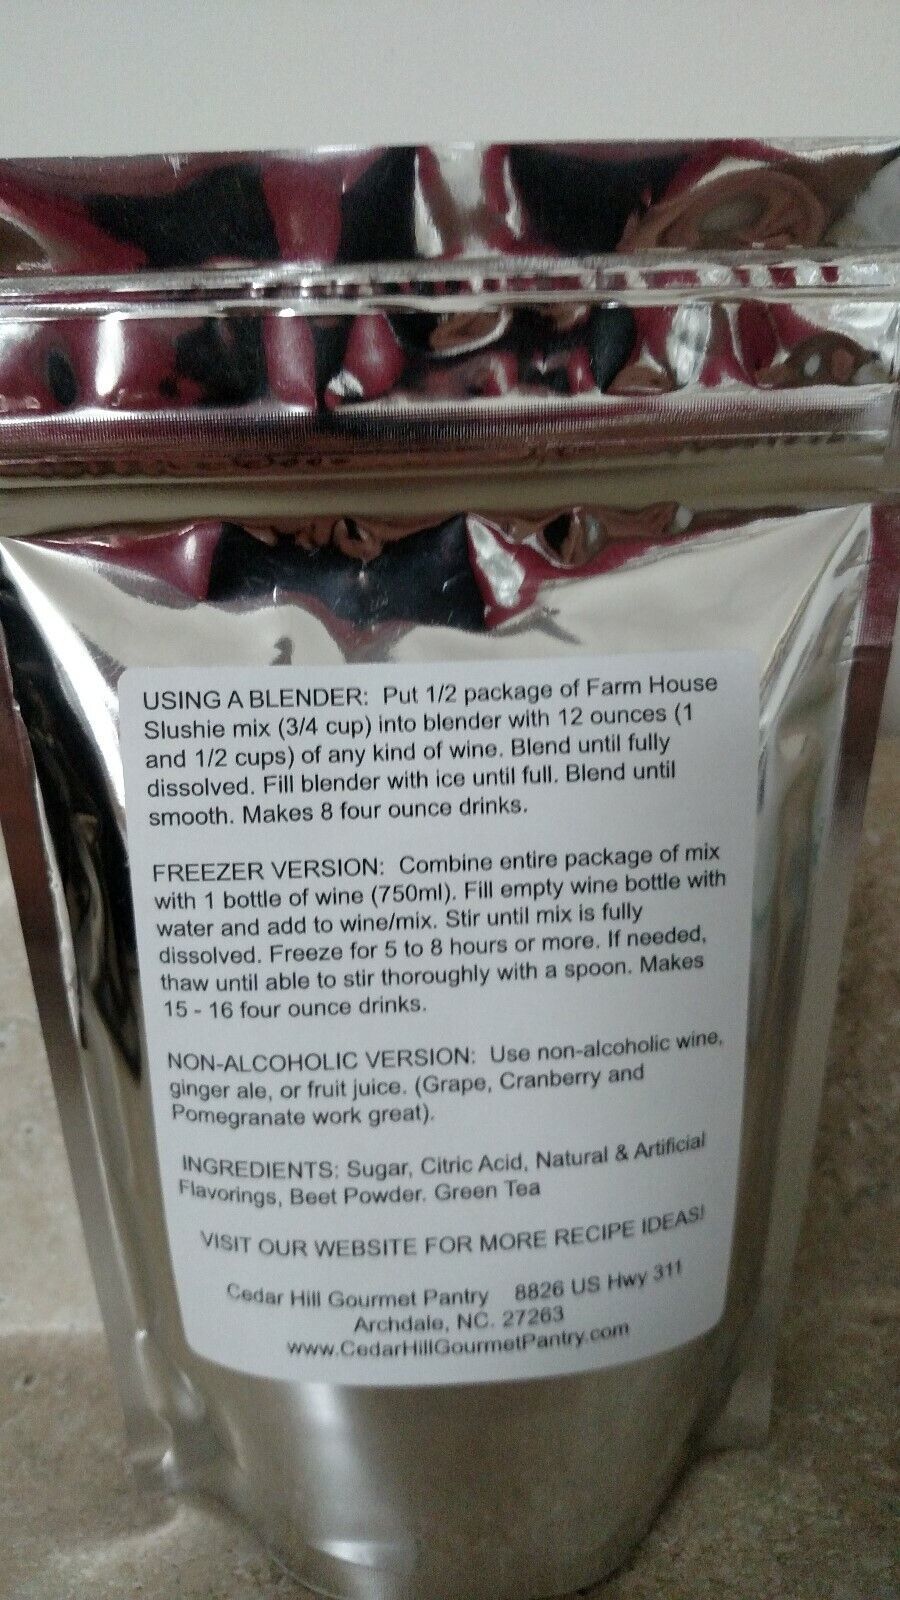 USING A BLENDER: Put 1/2 package of Farm House
Slushie mix (3/4 cup) into blender with 12 ounces (1
and 1/2 cups) of any kind of wine. Blend until fully
dissolved. Fill blender with ice until full. Blend until
smooth. Makes 8 four ounce drinks.
FREEZER VERSION: Combine entire package of mix
with 1 bottle of wine (750ml). Fill empty wine bottle with
water and add to wine/mix. Stir until mix is fully
dissolved. Freeze for 5 to 8 hours or more. If needed,
thaw until able to stir thoroughly with a spoon. Makes
15 - 16 four ounce drinks.
NON-ALCOHOLIC VERSION: Use non-alcoholic wine,
ginger ale, or fruit juice. (Grape, Cranberry and
Pomegranate work great).
INGREDIENTS: Sugar, Citric Acid, Natural & Artificial
Flavorings, Beet Powder. Green Tea
VISIT OUR WEBSITE FOR MORE RECIPE IDEAS!
Cedar Hill Gourmet Pantry 8826 US Hwy 311
Archdale, NC. 27263
www.CedarHillGourmetPantry.com